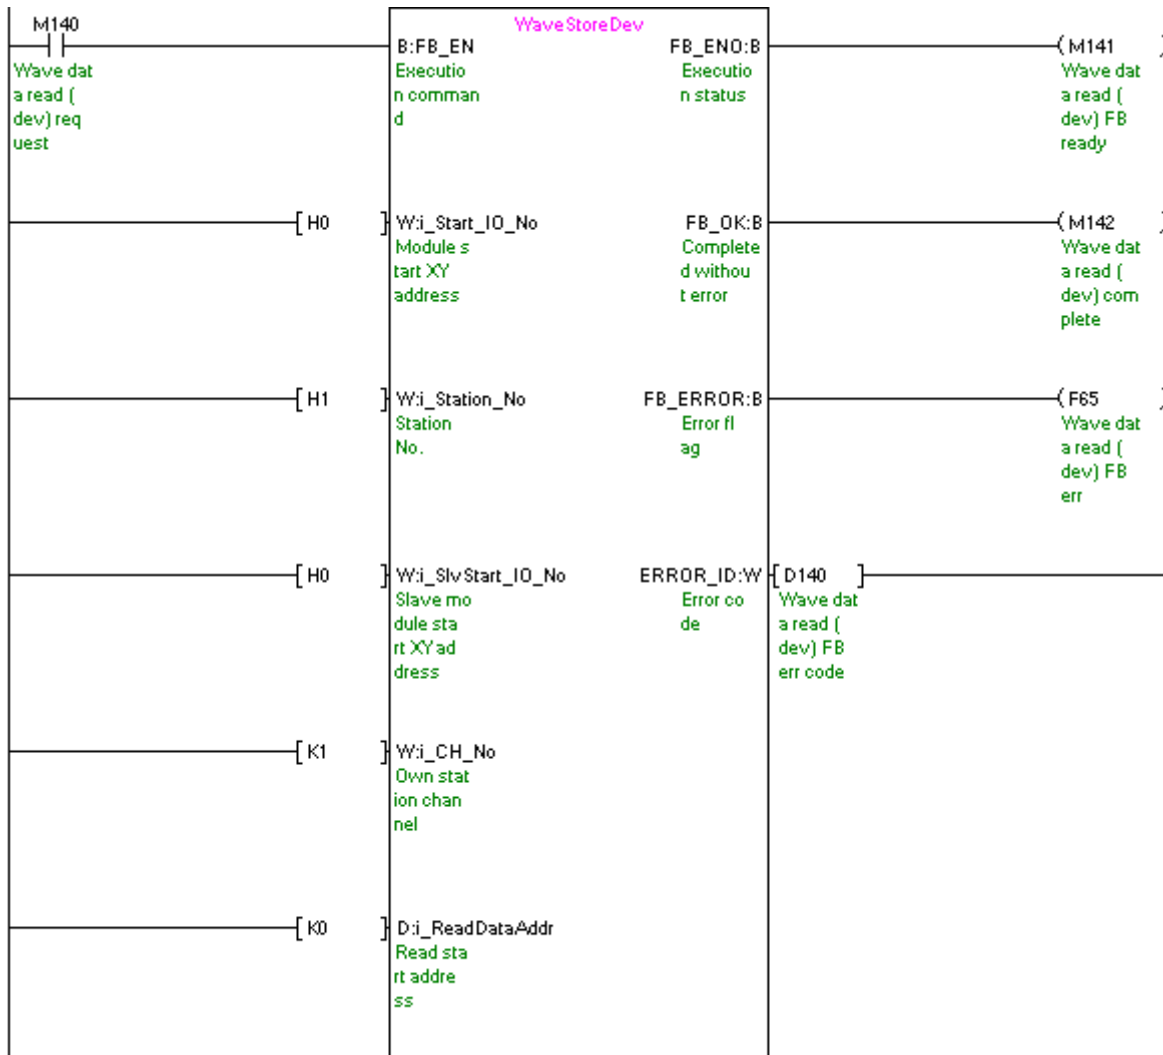 M140
WaveStoreDev
B:FB_EN
FB_ENO:B
M141
Wave dat
a read (
dev) req
uest
Executio
n comman
d
Executio
n status
Wave dat
a read (
dev) FB
ready
H0
W:i_Start_IO_No
FB_OK:B
M142
Module s
tart XY
address
Complete
d withou
t error
Wave dat
a read (
dev) com
plete
H1
W:i_Station_No
FB_ERROR:B
F65
Station
No.
Error fl
ag
Wave dat
a read (
dev) FB
err
H0
W:i_SlvStart_IO_No
ERROR_ID:W
D140
Slave mo
dule sta
rt XY ad
dress
Error co
de
Wave dat
a read (
dev) FB
err code
K1
W:i_CH_No
Own stat
ion chan
nel
K0
D:i_ReadDataAddr
Read sta
rt addre
ss